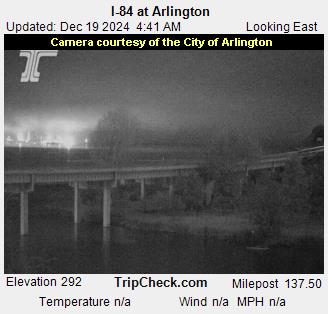 I-84 at Arlington
Updated: Dec 19 2024 4:41 AM Looking East
Camera courtesy of the City of Arlington
Elevation 292 TripCheck.com Milepost 137.50
Temperature n/a Wind n/a MPH n/a